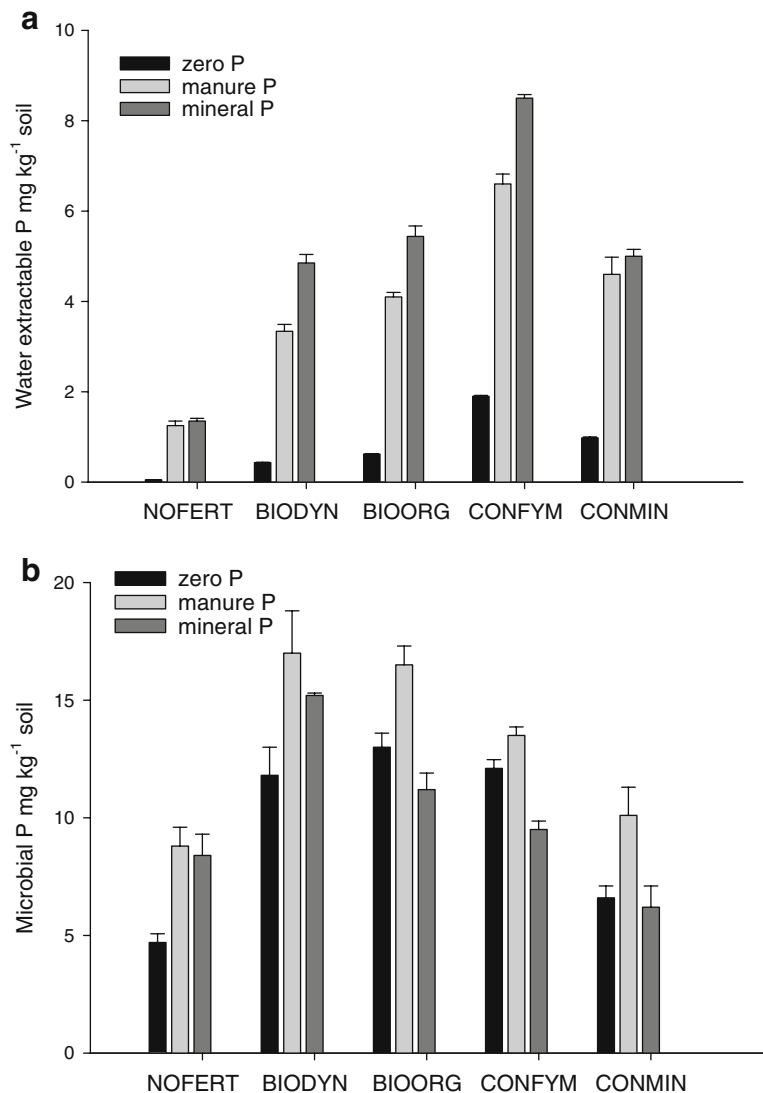 a
10
8
6
4
2
0
zero P
manure P
mineral P
Water extractable P mg kg⁻¹ soil
NOFERT BIODYN BIOORG CONFYM CONMIN
b
20
15
10
5
0
zero P
manure P
mineral P
Microbial P mg kg⁻¹ soil
NOFERT BIODYN BIOORG CONFYM CONMIN